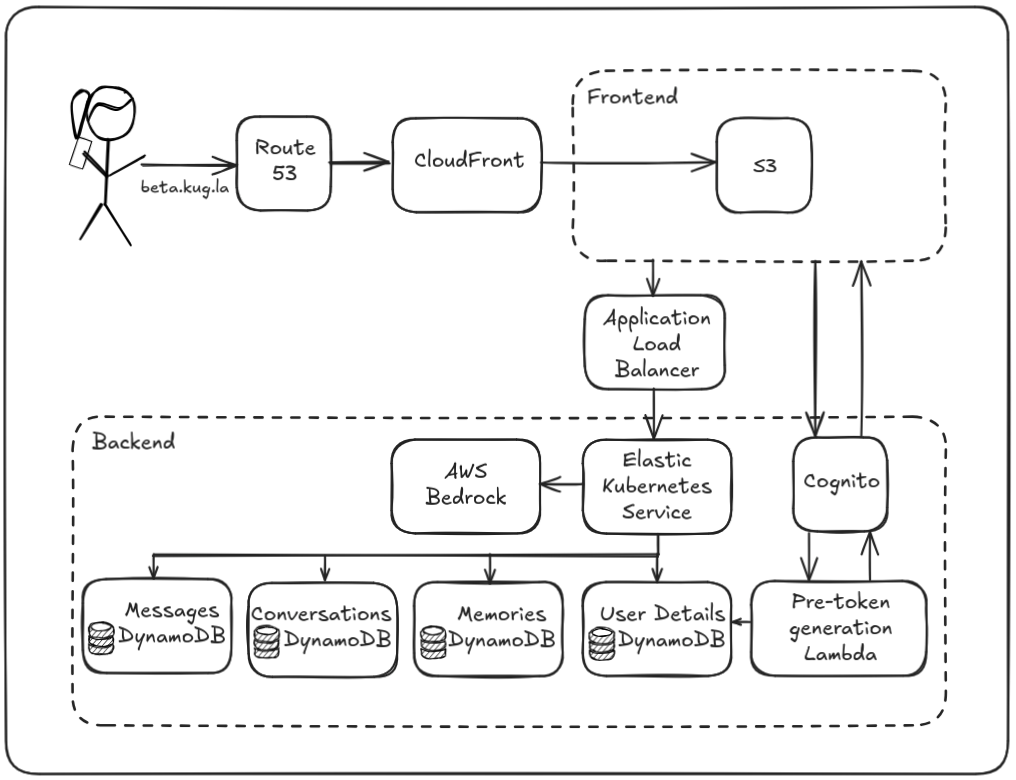 Frontend
Route
53
CloudFront
S3
beta.kug.la
Application
Load
Balancer
Backend
AWS
Bedrock
Elastic
Kubernetes
Service
Cognito
Messages
DynamoDB
Conversations
DynamoDB
Memories
DynamoDB
User Details
DynamoDB
Pre-token
generation
Lambda